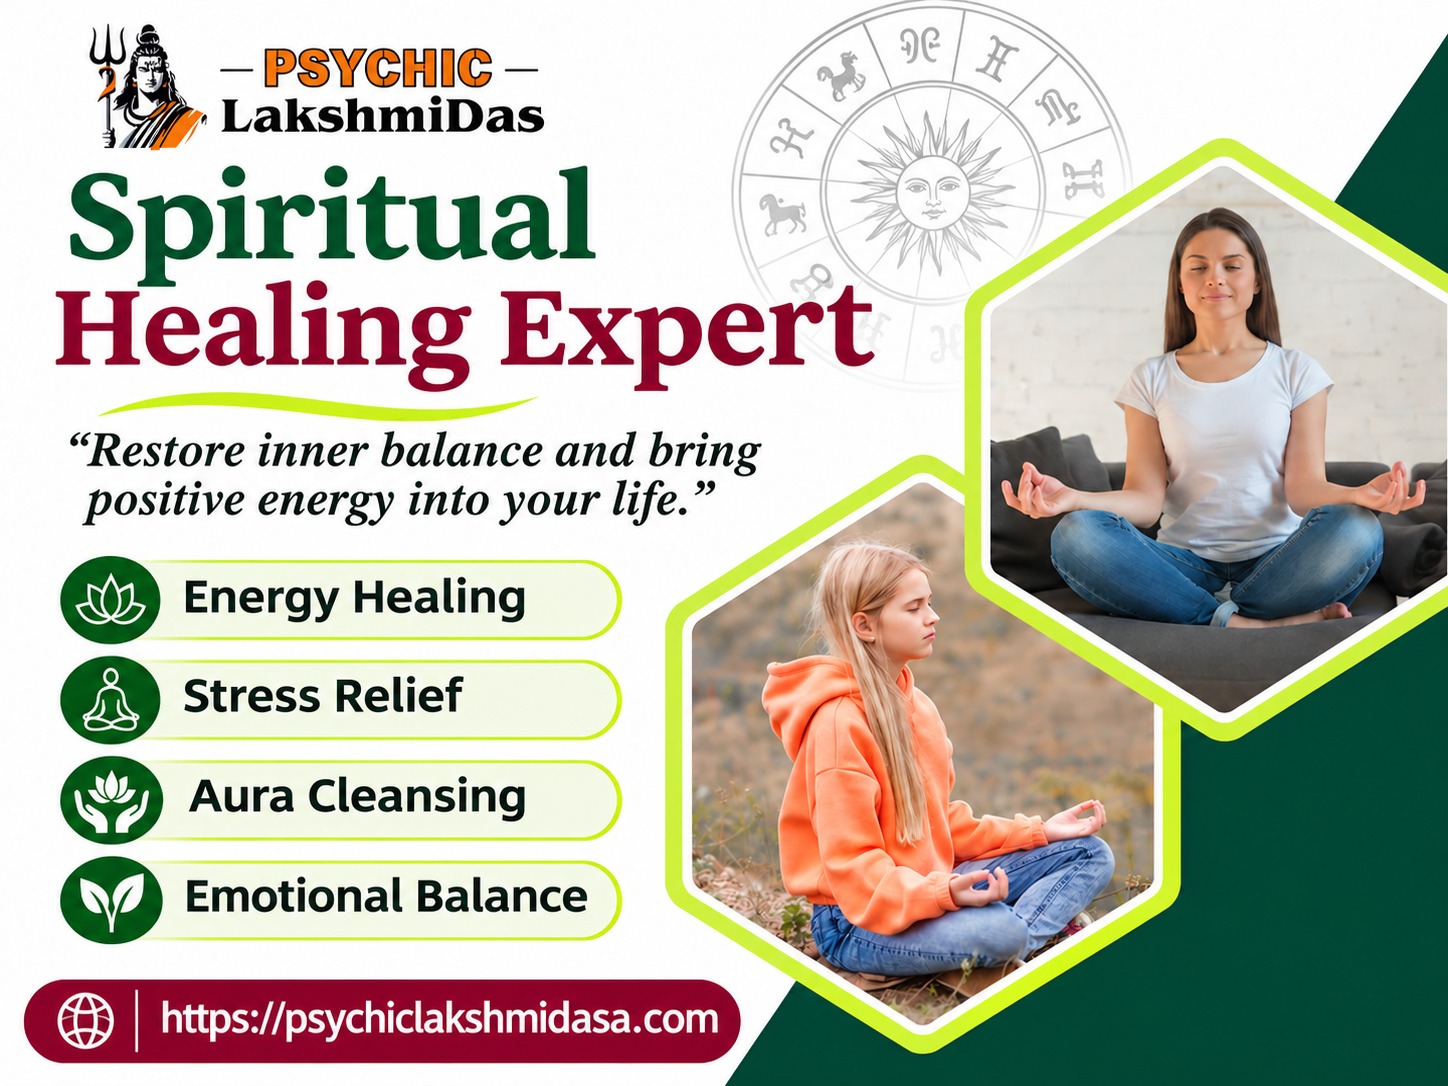 PSYCHIC
LakshmiDas
Spiritual
Healing Expert
“Restore inner balance and bring
positive energy into your life.”
Energy Healing
Stress Relief
Aura Cleansing
Emotional Balance
https://psychiclakshmidasa.com